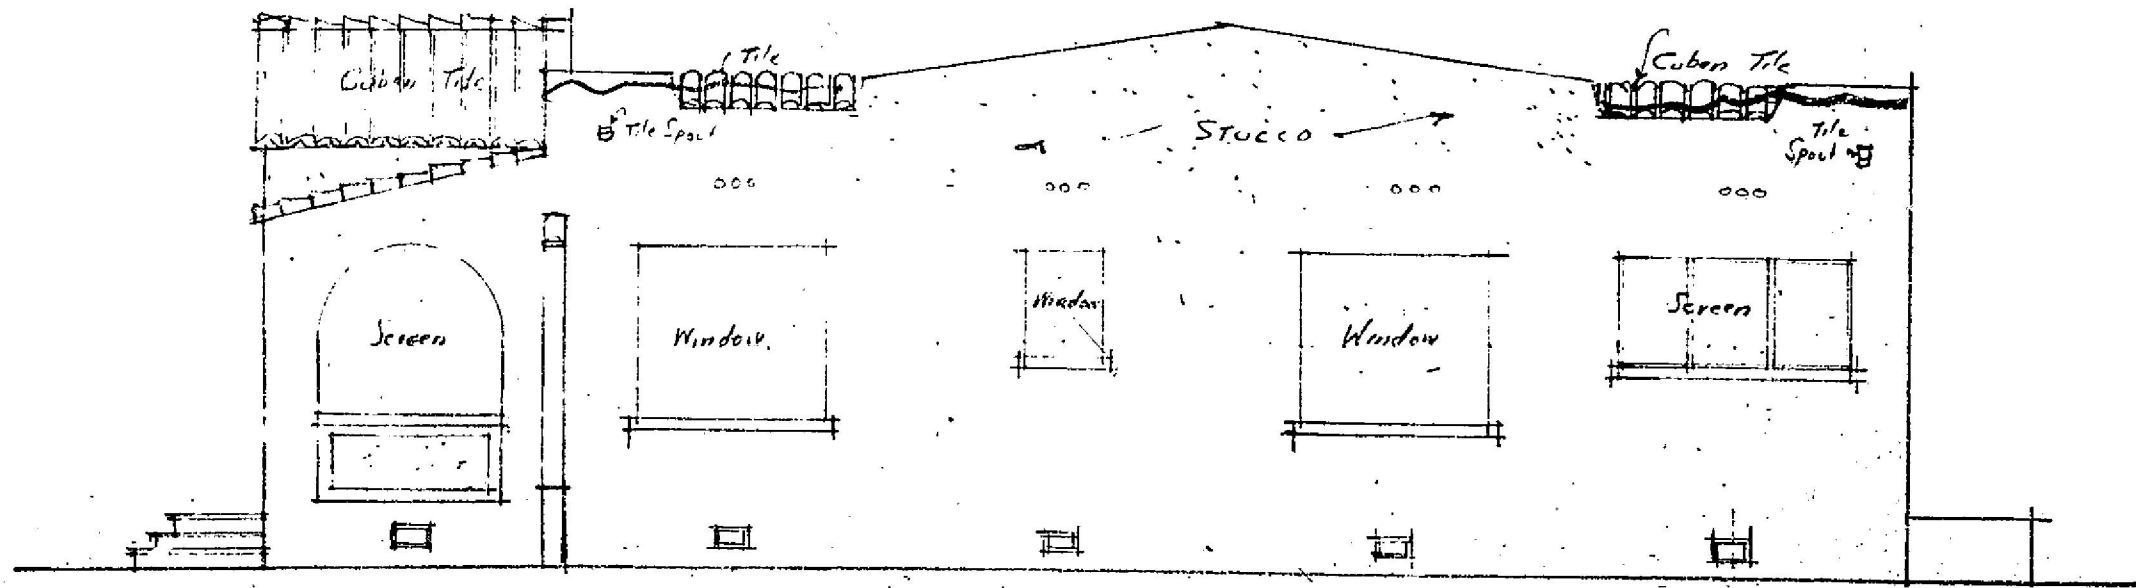 Cuban Tile
Tile
Tile Spout
Stucco
Cuban Tile
Tile
Spout
Screen
Window
Window
Window
Screen